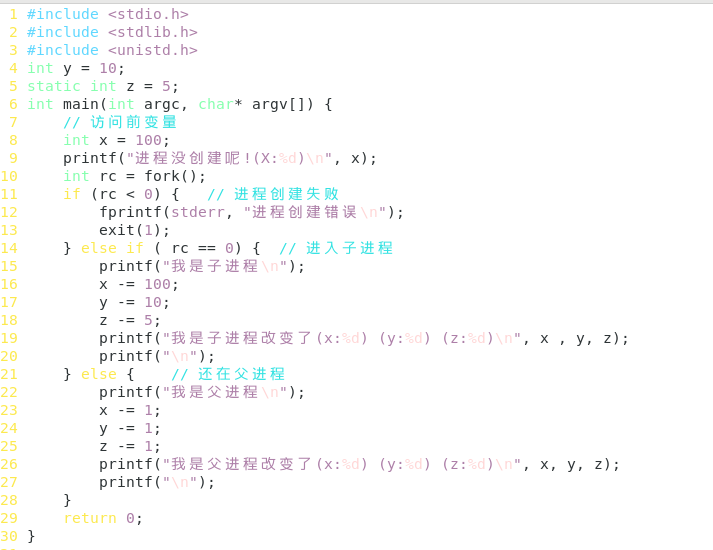 1 #include <stdio.h>
2 #include <stdlib.h>
3 #include <unistd.h>
4 int y = 10;
5 static int z = 5;
6 int main(int argc, char* argv[]) {
7     // 访问前变量
8     int x = 100;
9     printf("进程没创建呢!(X:%d)\n", x);
10     int rc = fork();
11     if (rc < 0) {   // 进程创建失败
12         fprintf(stderr, "进程创建错误\n");
13         exit(1);
14     } else if ( rc == 0) {  // 进入子进程
15         printf("我是子进程\n");
16         x -= 100;
17         y -= 10;
18         z -= 5;
19         printf("我是子进程改变了(x:%d) (y:%d) (z:%d)\n", x , y, z);
20         printf("\n");
21     } else {    // 还在父进程
22         printf("我是父进程\n");
23         x -= 1;
24         y -= 1;
25         z -= 1;
26         printf("我是父进程改变了(x:%d) (y:%d) (z:%d)\n", x, y, z);
27         printf("\n");
28     }
29     return 0;
30 }